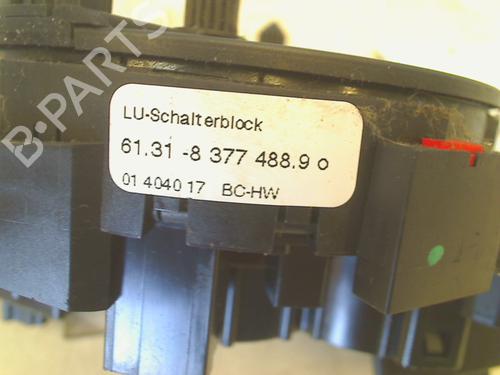 B-PARTS
LU-Schalterblock
61.31 -8 377 488.9 o
01 4040 17 BC-HW